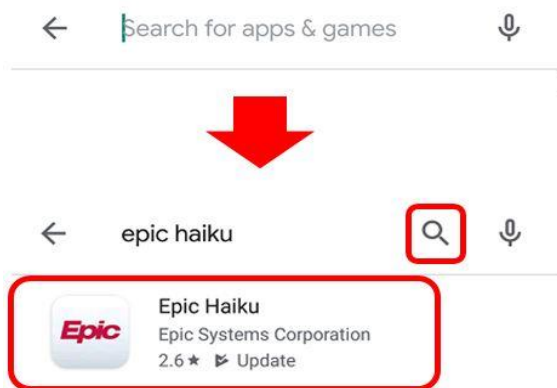 Search for apps & games
epic haiku
Epic Haiku
Epic
Epic Systems Corporation
2.6★ Update